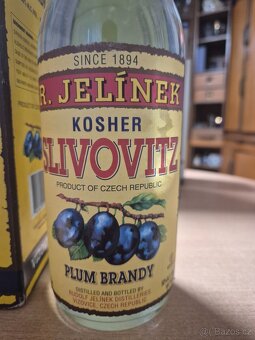 SINCE 1894
R. JELÍNEK
KOSHER
SLIVOVITZ
PRODUCT OF CZECH REPUBLIC
PLUM BRANDY
DISTILLED AND BOTTLED BY
RUDOLF JELÍNEK DISTILLERIES
VIZOVICE, CZECH REPUBLIC